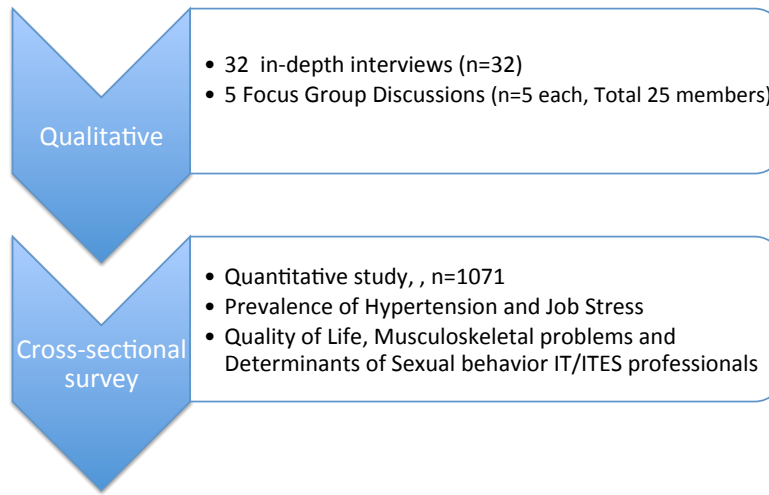 Qualitative
• 32 in-depth interviews (n=32)
• 5 Focus Group Discussions (n=5 each, Total 25 members)
Cross-sectional
survey
• Quantitative study, , n=1071
• Prevalence of Hypertension and Job Stress
• Quality of Life, Musculoskeletal problems and
Determinants of Sexual behavior IT/ITES professionals